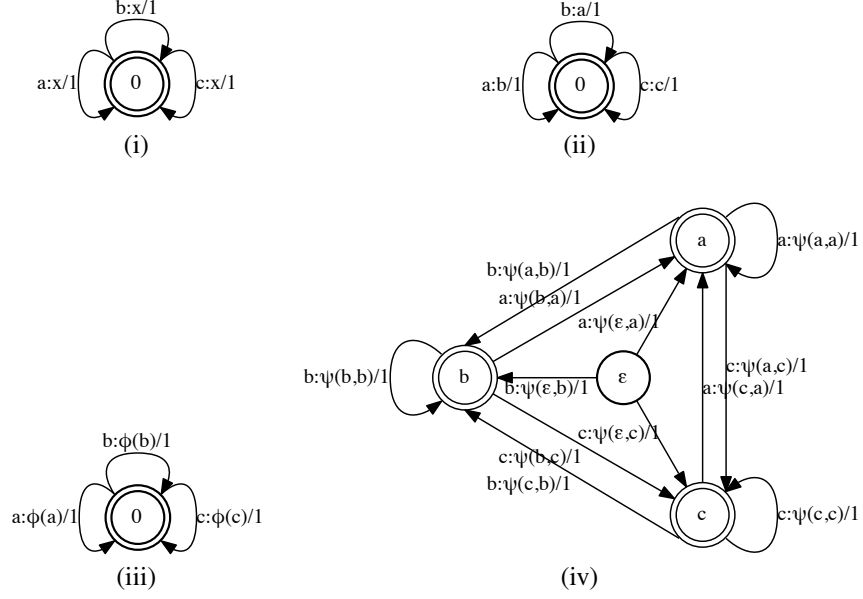 b:x/1
a:x/1
0
c:x/1
(i)
b:a/1
a:b/1
0
c:c/1
(ii)
a
a:ψ(a,a)/1
b:ψ(a,b)/1
a:ψ(b,a)/1
a:ψ(ε,a)/1
c:ψ(a,c)/1
a:ψ(c,a)/1
b:ψ(b,b)/1
b
b:ψ(ε,b)/1
ε
c:ψ(ε,c)/1
c:ψ(b,c)/1
b:ψ(c,b)/1
c
c:ψ(c,c)/1
(iv)
b:ϕ(b)/1
a:ϕ(a)/1
0
c:ϕ(c)/1
(iii)